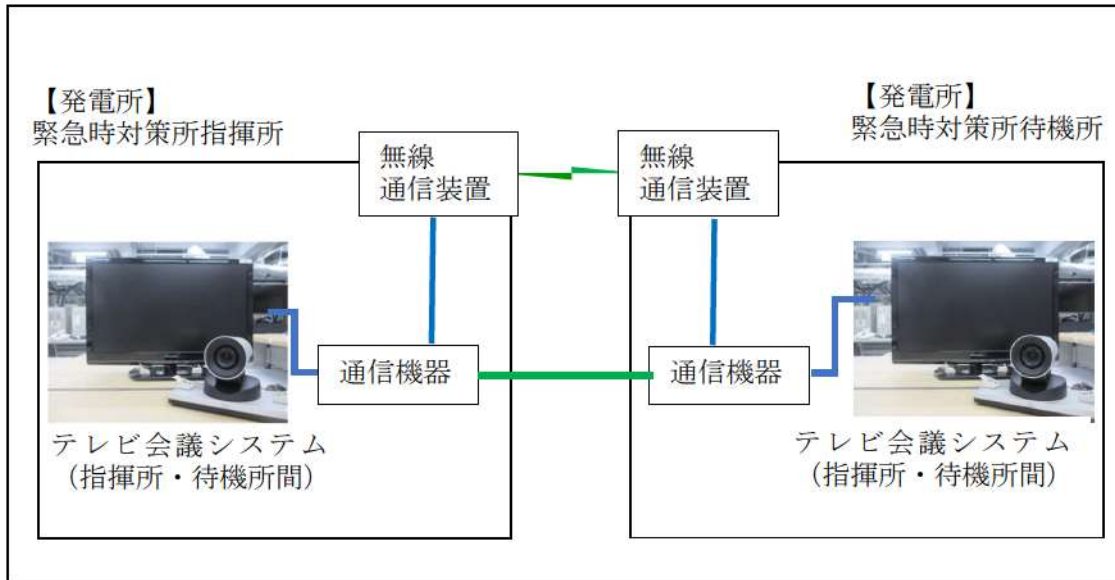 【発電所】
緊急時対策所指揮所
【発電所】
緊急時対策所待機所
無線
通信装置
無線
通信装置
通信機器
通信機器
テレビ会議システム
（指揮所・待機所間）
テレビ会議システム
（指揮所・待機所間）